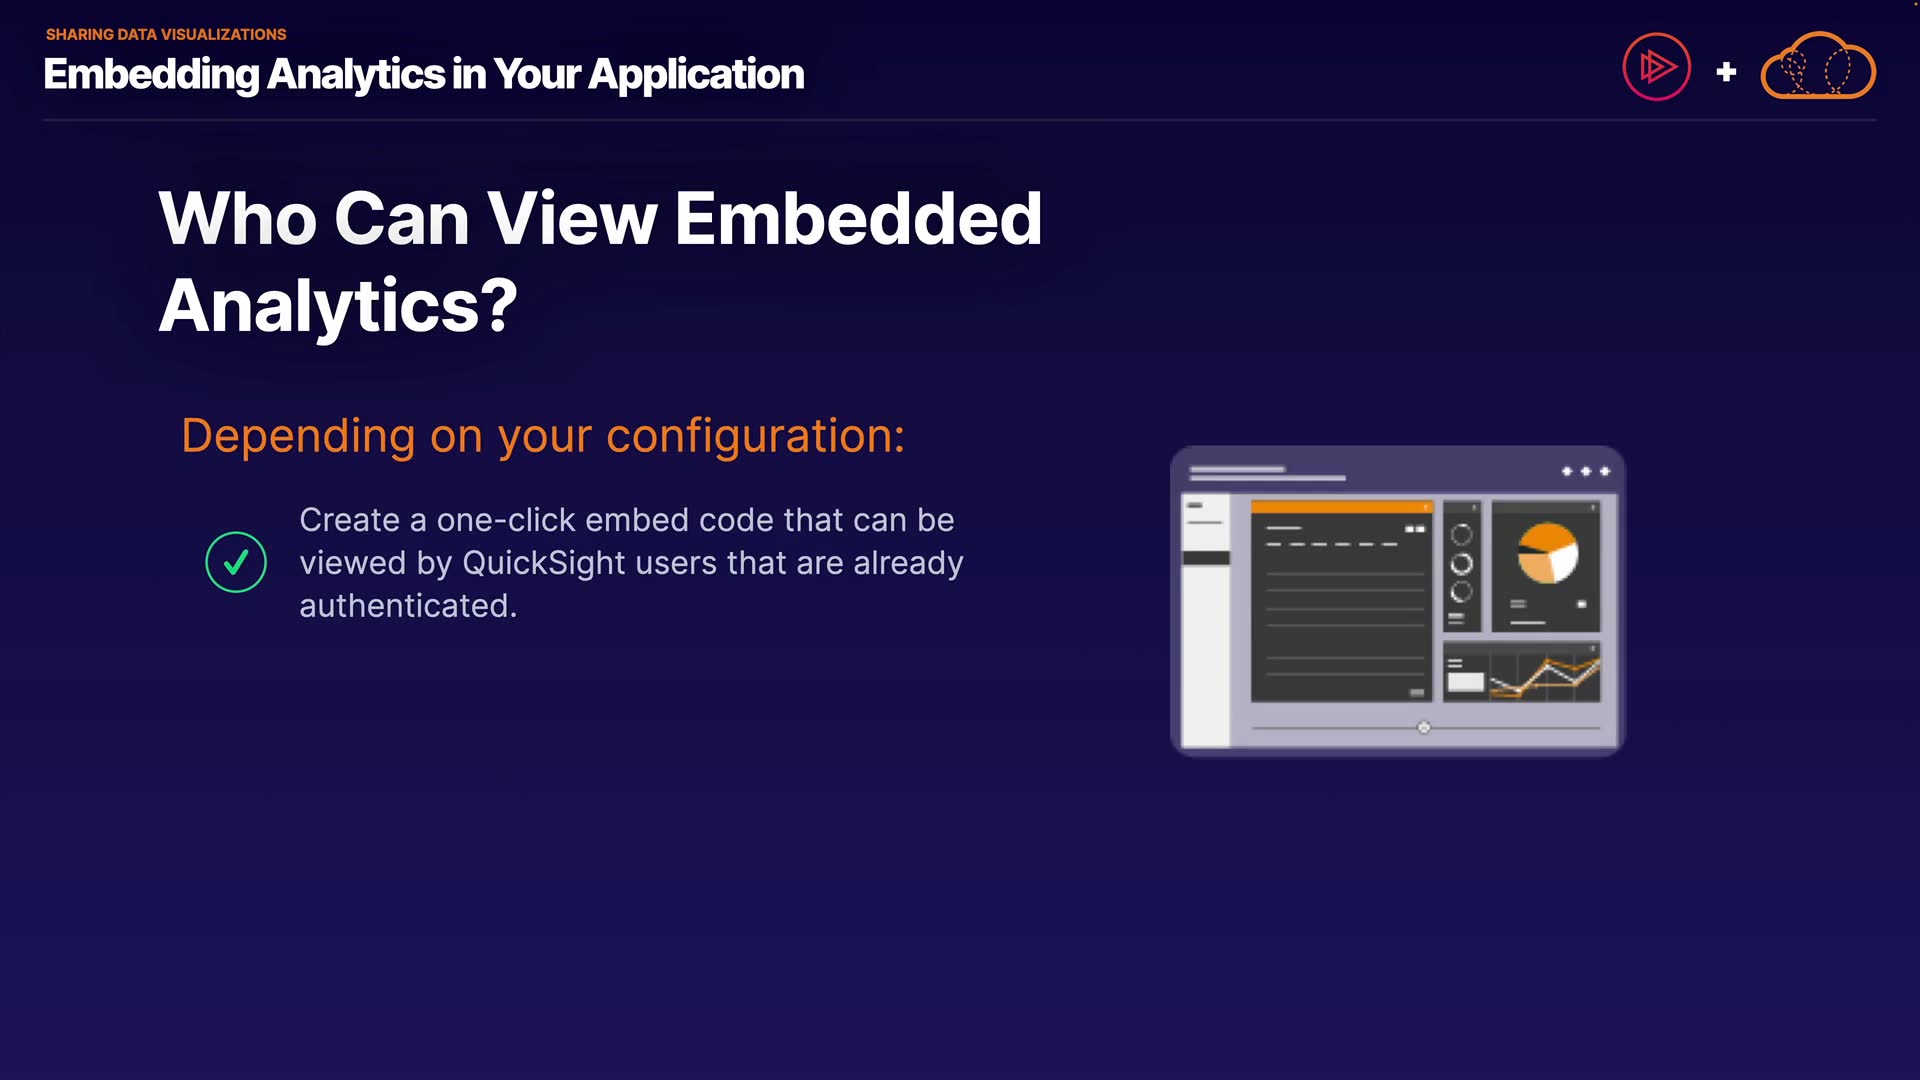 SHARING DATA VISUALIZATIONS
Embedding Analytics in Your Application
Who Can View Embedded
Analytics?
Depending on your configuration:
Create a one-click embed code that can be
viewed by QuickSight users that are already
authenticated.